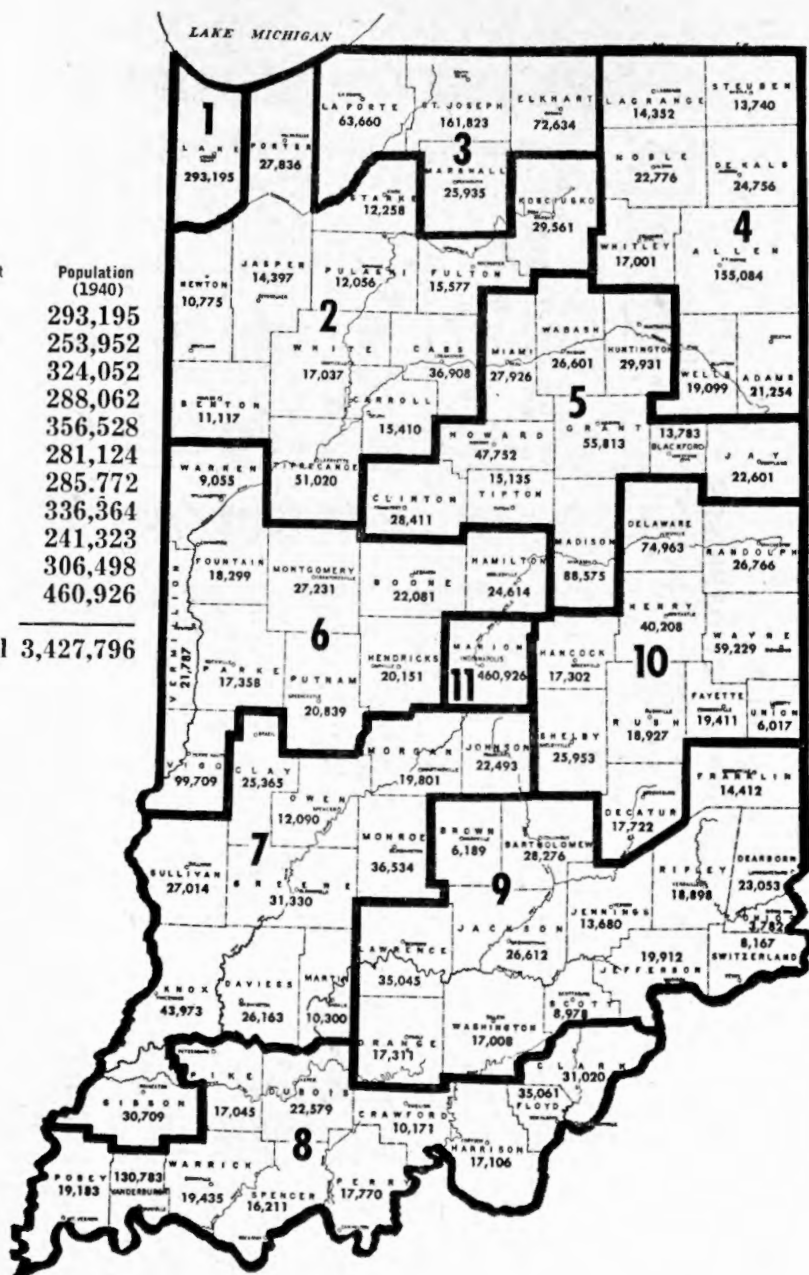 LAKE MICHIGAN
t
Population
(1940)
293,195
253,952
324,052
288,062
356,528
281,124
285.772
336,364
241,323
306,498
460,926
l 3,427,796
1
LAKE
293,195
PORTER
27,836
LA PORTE
63,660
ST. JOSEPH
161,823
ELKHART
72,634
3
MARSHALL
25,935
LAGRANGE
14,352
STEUBEN
13,740
NOBLE
22,776
DE KALB
24,756
4
WHITLEY
17,001
ALLEN
155,084
WELLS
19,099
ADAMS
21,254
STARKE
12,258
KOSCIUSKO
29,561
NEWTON
10,775
JASPER
14,397
PULASKI
12,056
FULTON
15,577
2
WHITE
17,037
CASS
36,908
BENTON
11,117
CARROLL
15,410
TIPPECANOE
51,020
MIAMI
27,926
WABASH
26,601
HUNTINGTON
29,931
5
HOWARD
47,752
GRANT
55,813
13,783
BLACKFORD
JAY
22,601
CLINTON
28,411
15,135
TIPTON
MADISON
88,575
WARREN
9,055
FOUNTAIN
18,299
MONTGOMERY
27,231
BOONE
22,081
HAMILTON
24,614
VERMILLION
21,787
6
PARKE
17,358
PUTNAM
20,839
HENDRICKS
20,151
VIGO
99,709
MARION
INDIANAPOLIS
11
460,926
DELAWARE
74,963
RANDOLPH
26,766
HENRY
40,208
WAYNE
59,229
10
HANCOCK
17,302
SHELBY
25,953
RUSH
18,927
FAYETTE
19,411
UNION
6,017
DECATUR
17,722
FRANKLIN
14,412
CLAY
25,365
OWEN
12,090
MORGAN
19,801
JOHNSON
22,493
7
MONROE
36,534
SULLIVAN
27,014
GREENE
31,330
KNOX
43,973
DAVIESS
26,163
MARTIN
10,300
BROWN
6,189
BARTHOLOMEW
28,276
9
LAWRENCE
35,045
JACKSON
26,612
JENNINGS
13,680
RIPLEY
18,898
DEARBORN
23,053
OHIO
3,782
8,167
SWITZERLAND
19,912
JEFFERSON
ORANGE
17,311
WASHINGTON
17,008
SCOTT
8,978
CLARK
31,020
35,061
FLOYD
HARRISON
17,106
CRAWFORD
10,171
GIBSON
30,709
PIKE
17,045
DUBOIS
22,579
8
POSEY
19,183
130,783
VANDERBURGH
WARRICK
19,435
SPENCER
16,211
PERRY
17,770